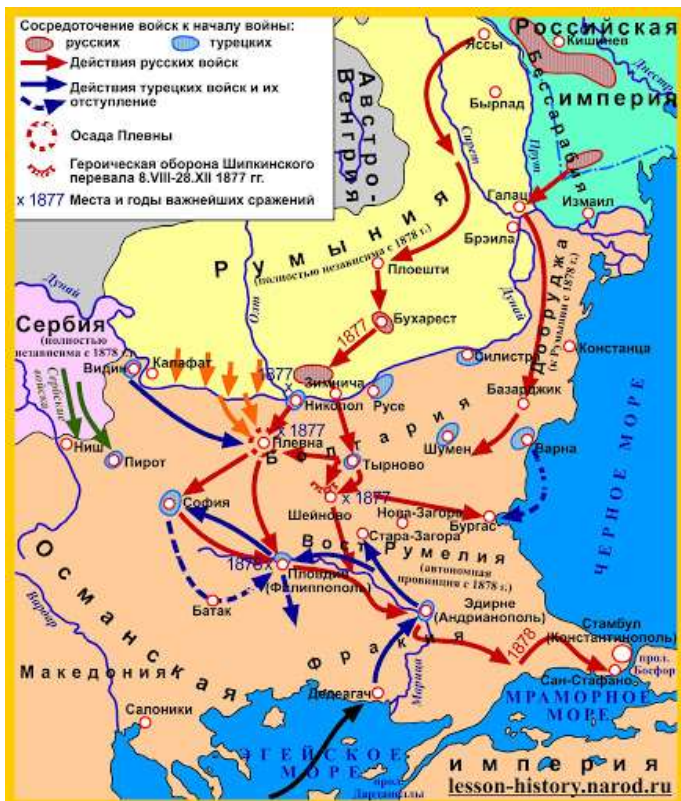 Сосредоточение войск к началу войны:
русских
турецких
Действия русских войск
Действия турецких войск и их
отступление
Осада Плевны
Героическая оборона Шипкинского
перевала 8.VIII-28.XII 1877 гг.
x 1877 Места и годы важнейших сражений
Российская
империя
Кишинев
Яссы
Днестр
Бессарабия
Бырлад
Австро-
Венгрия
Сирет
Прут
Галац
Измаил
Брэила
Румыния
(полностью независима с 1878 г.)
Плоешти
Дунай
Олт
1877
Бухарест
Добруджа
(к Румынии с 1878 г.)
Констанца
Дунай
Сербия
(полностью
независима с 1878 г.)
Видин
Калафат
Сербские
войска
1877
x
Зимнича
Никопол
Русе
Силистра
Базарджик
x 1877
Плевна
Болгария
Шумен
Варна
Ниш
Пирот
Тырново
x 1877
София
Шейново
Нова-Загора
Бургас
Стара-Загора
Вост. Румелия
(автономная
провинция с 1878 г.)
ЧЕРНОЕ МОРЕ
1878 x
Пловдив
(Филиппополь)
Батак
Османская
империя
Вардар
Македония
Салоники
Фракия
Эдирне
(Андрианополь)
Марица
1878
Стамбул
(Константинополь)
прол.
Босфор
Сан-Стефано
МРАМОРНОЕ
МОРЕ
Дедеагач
ЭГЕЙСКОЕ
МОРЕ
прол.
Дарданеллы
lesson-history.narod.ru